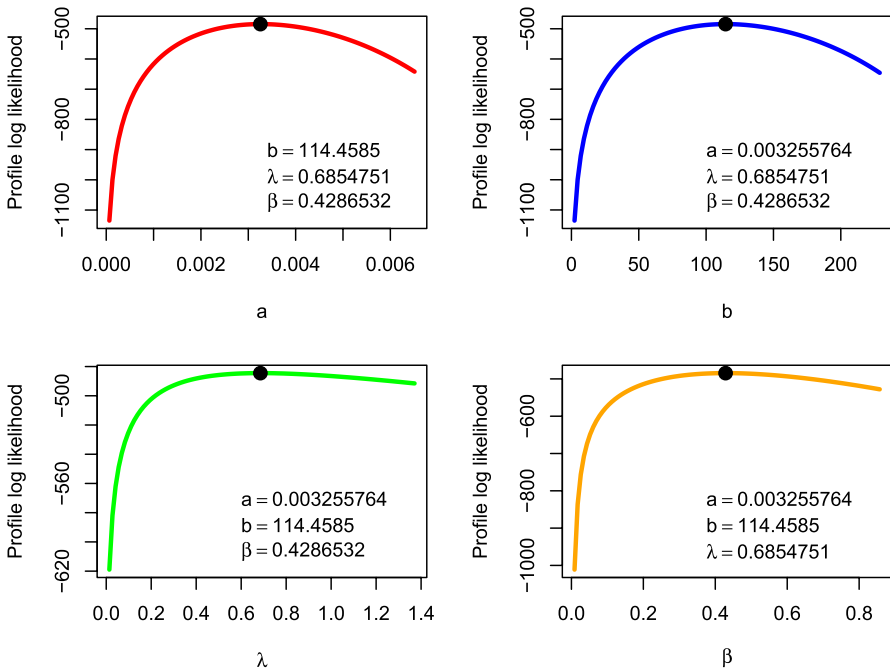 Profile log likelihood
−500
−800
−1100
b = 114.4585
λ = 0.6854751
β = 0.4286532
0.000 0.002 0.004 0.006
a
Profile log likelihood
−500
−800
−1100
a = 0.003255764
λ = 0.6854751
β = 0.4286532
0 50 100 150 200
b
Profile log likelihood
−500
−560
−620
a = 0.003255764
b = 114.4585
β = 0.4286532
0.0 0.2 0.4 0.6 0.8 1.0 1.2 1.4
λ
Profile log likelihood
−600
−800
−1000
a = 0.003255764
b = 114.4585
λ = 0.6854751
0.0 0.2 0.4 0.6 0.8
β